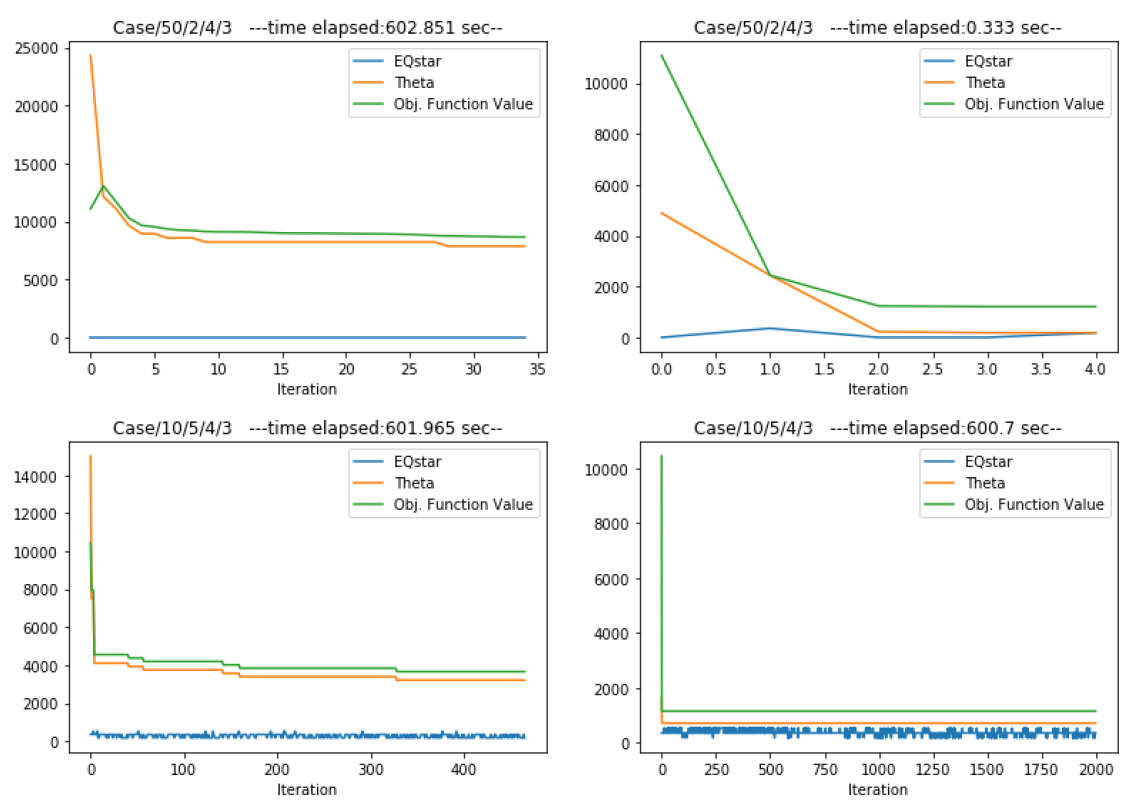 Case/50/2/4/3 ---time elapsed:602.851 sec--
25000
20000
15000
10000
5000
0
0 5 10 15 20 25 30 35
Iteration
EQstar
Theta
Obj. Function Value
Case/50/2/4/3 ---time elapsed:0.333 sec--
10000
8000
6000
4000
2000
0
0.0 0.5 1.0 1.5 2.0 2.5 3.0 3.5 4.0
Iteration
EQstar
Theta
Obj. Function Value
Case/10/5/4/3 ---time elapsed:601.965 sec--
14000
12000
10000
8000
6000
4000
2000
0
0 100 200 300 400
Iteration
EQstar
Theta
Obj. Function Value
Case/10/5/4/3 ---time elapsed:600.7 sec--
10000
8000
6000
4000
2000
0
0 250 500 750 1000 1250 1500 1750 2000
Iteration
EQstar
Theta
Obj. Function Value